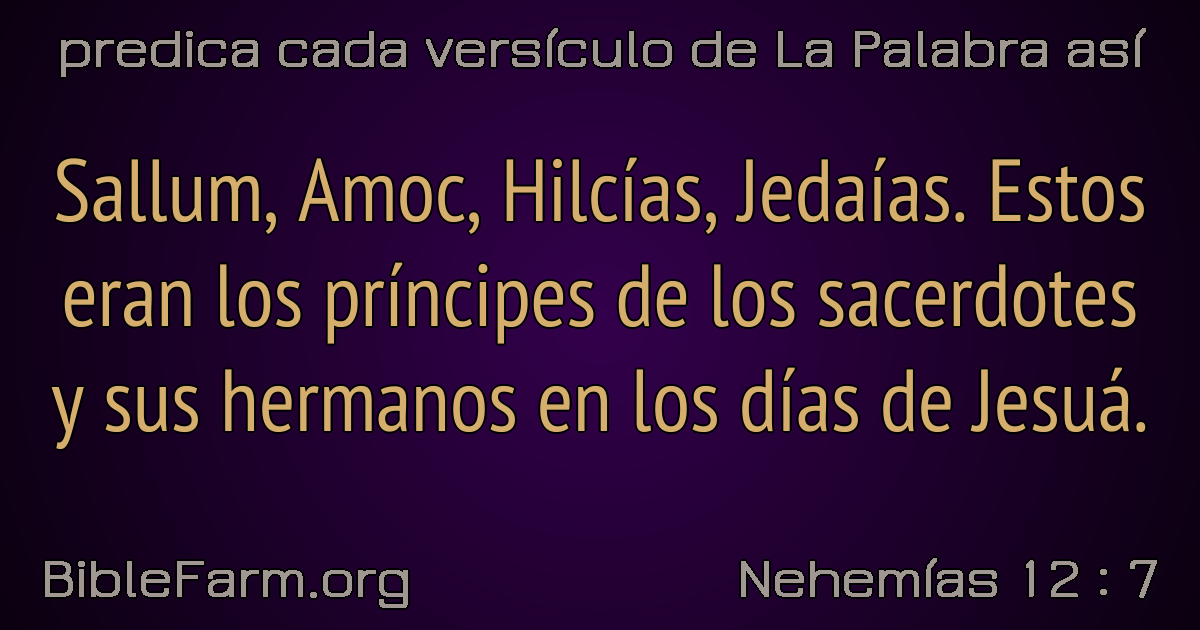 predica cada versículo de La Palabra así
Sallum, Amoc, Hilcías, Jedaías. Estos
eran los príncipes de los sacerdotes
y sus hermanos en los días de Jesuá.
BibleFarm.org
Nehemías 12 : 7